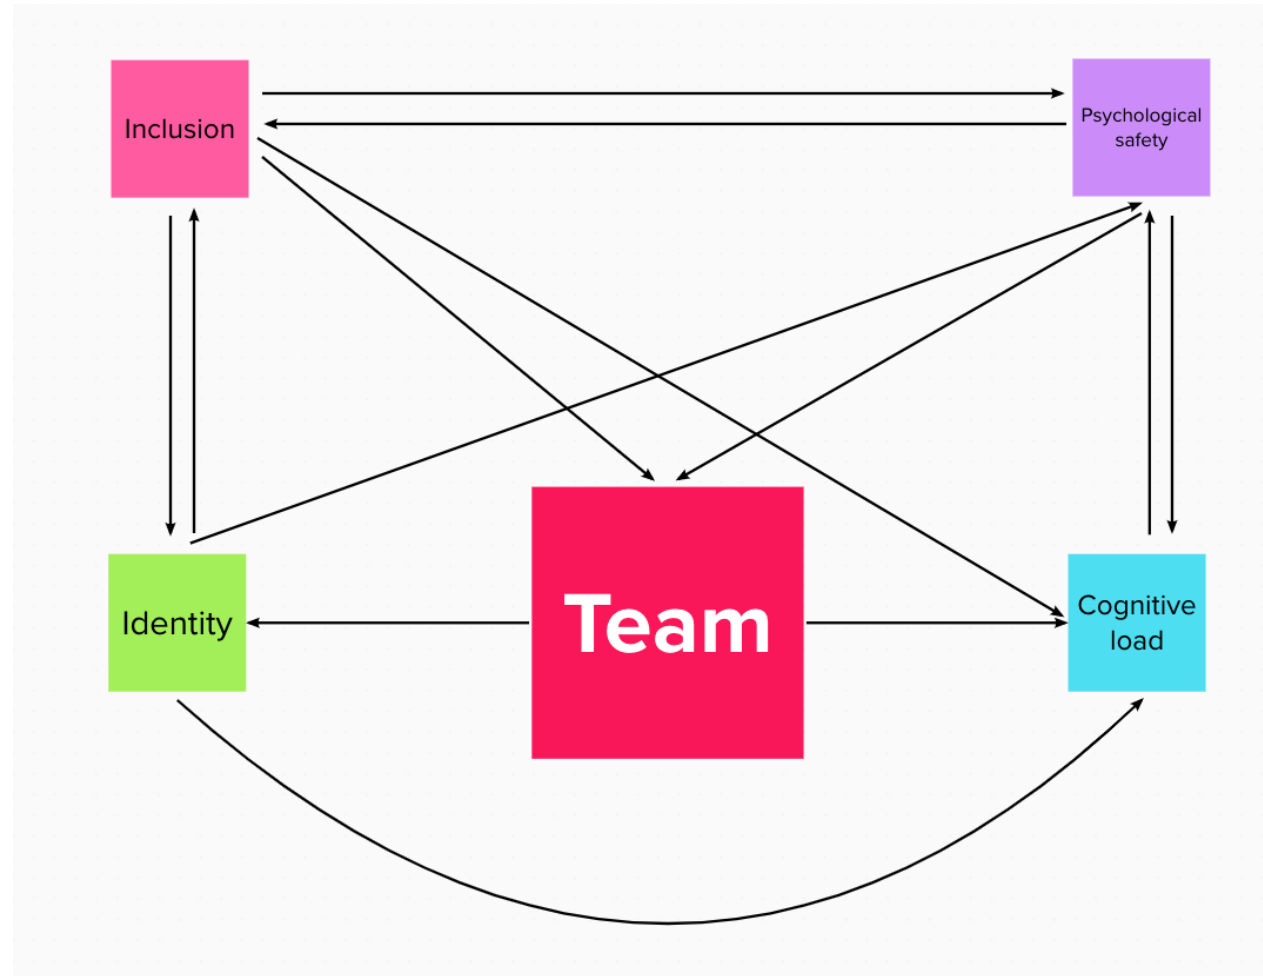 Inclusion
Psychological
safety
Identity
Team
Cognitive
load